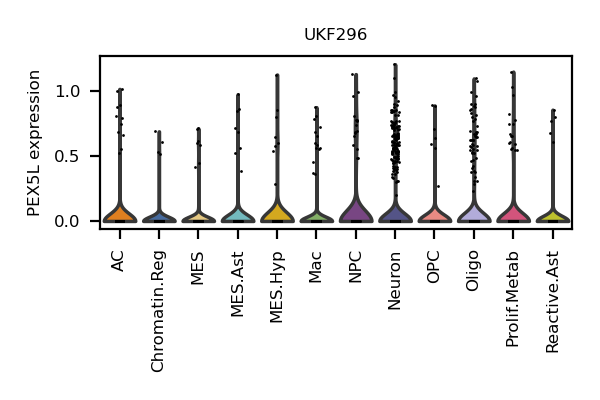 UKF296
PEX5L expression
1.0
0.5
0.0
AC
Chromatin.Reg
MES
MES.Ast
MES.Hyp
Mac
NPC
Neuron
OPC
Oligo
Prolif.Metab
Reactive.Ast